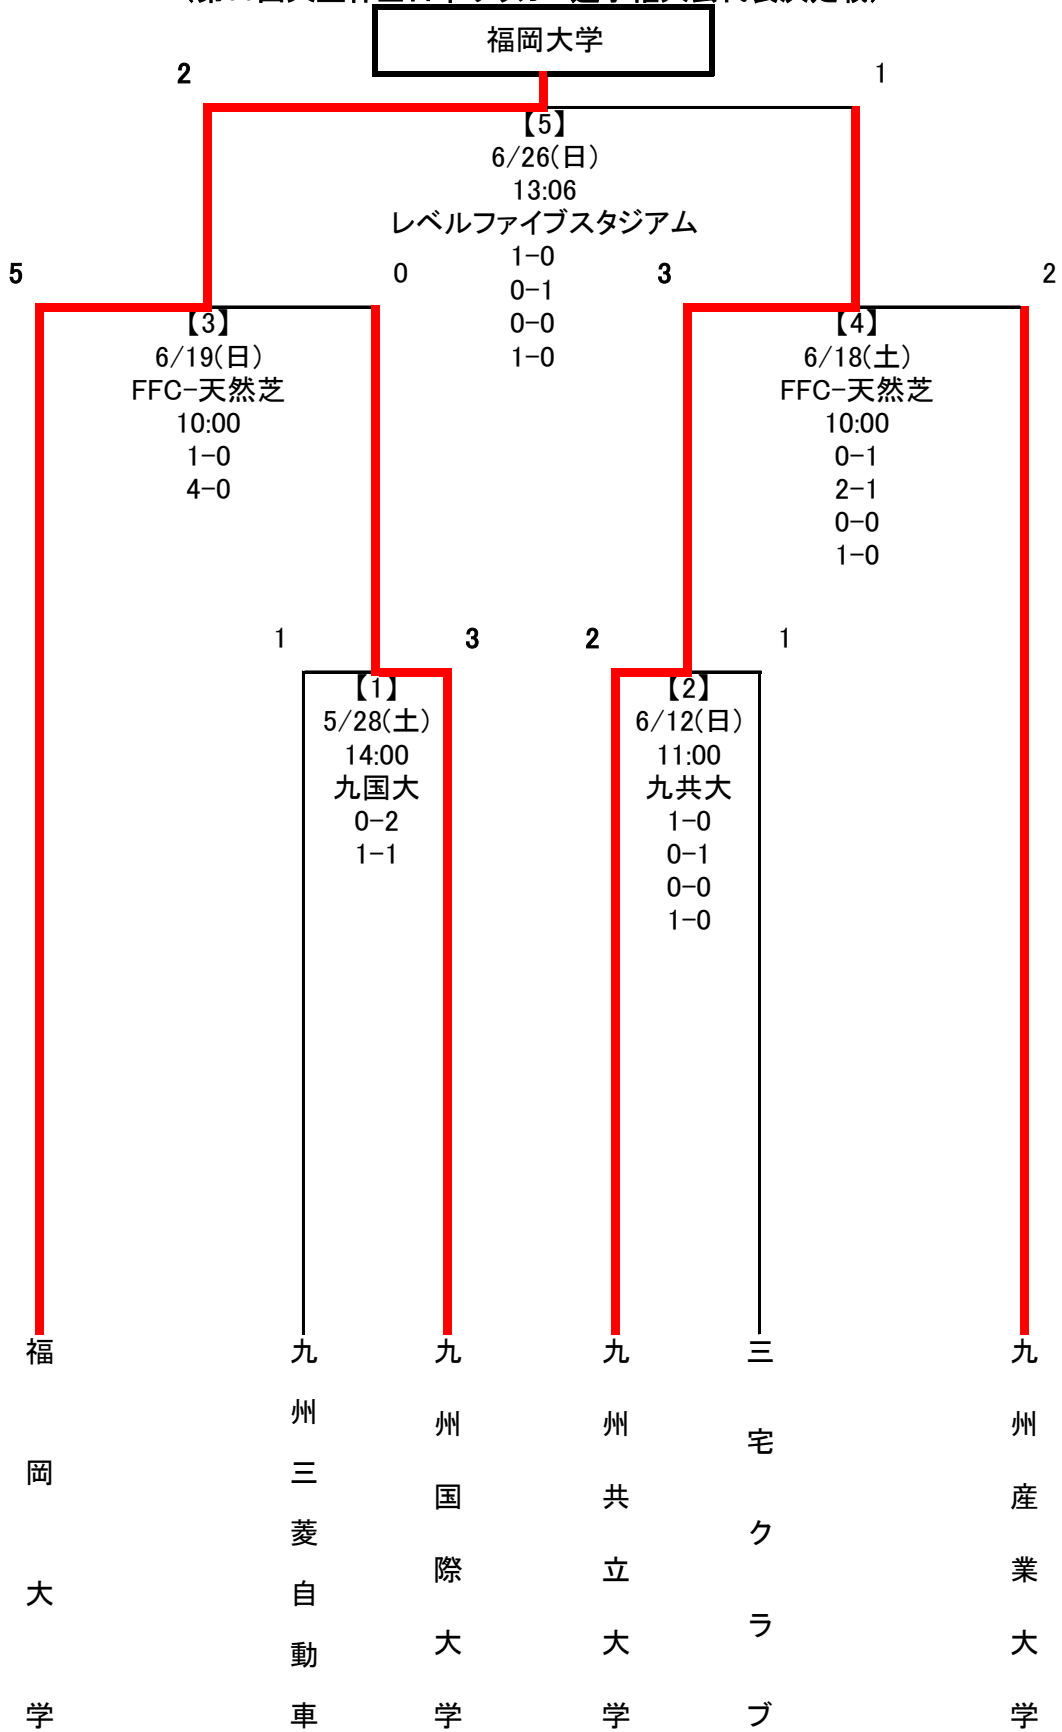 福岡大学
2
1
【5】
6/26(日)
13:06
レベルファイブスタジアム
1-0
0-1
0-0
1-0
5
0
3
2
【3】
6/19(日)
FFC-天然芝
10:00
1-0
4-0
【4】
6/18(土)
FFC-天然芝
10:00
0-1
2-1
0-0
1-0
1
3
2
1
【1】
5/28(土)
14:00
九国大
0-2
1-1
【2】
6/12(日)
11:00
九共大
1-0
0-1
0-0
1-0
福岡大学
九州三菱自動車
九州国際大学
九州共立大学
三宅クラブ
九州産業大学